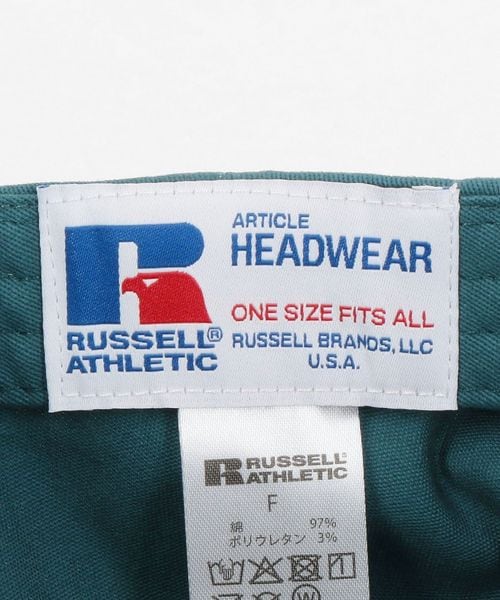 ARTICLE
HEADWEAR
ONE SIZE FITS ALL
RUSSELL BRANDS, LLC
U.S.A.
R
RUSSELL®
ATHLETIC
R RUSSELL
ATHLETIC
F
綿 97%
ポリウレタン 3%
W